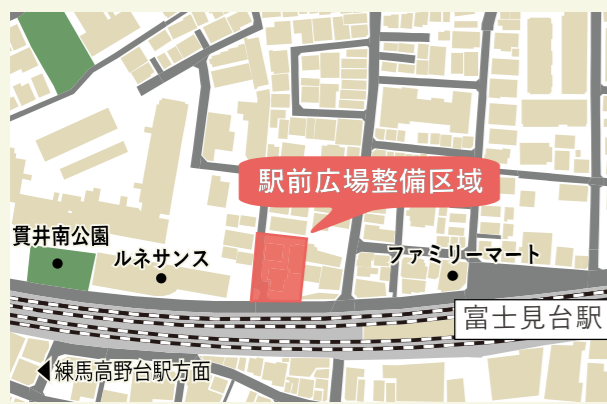 駅前広場整備区域
貫井南公園
ルネサンス
ファミリーマート
富士見台駅
◀練馬高野台駅方面